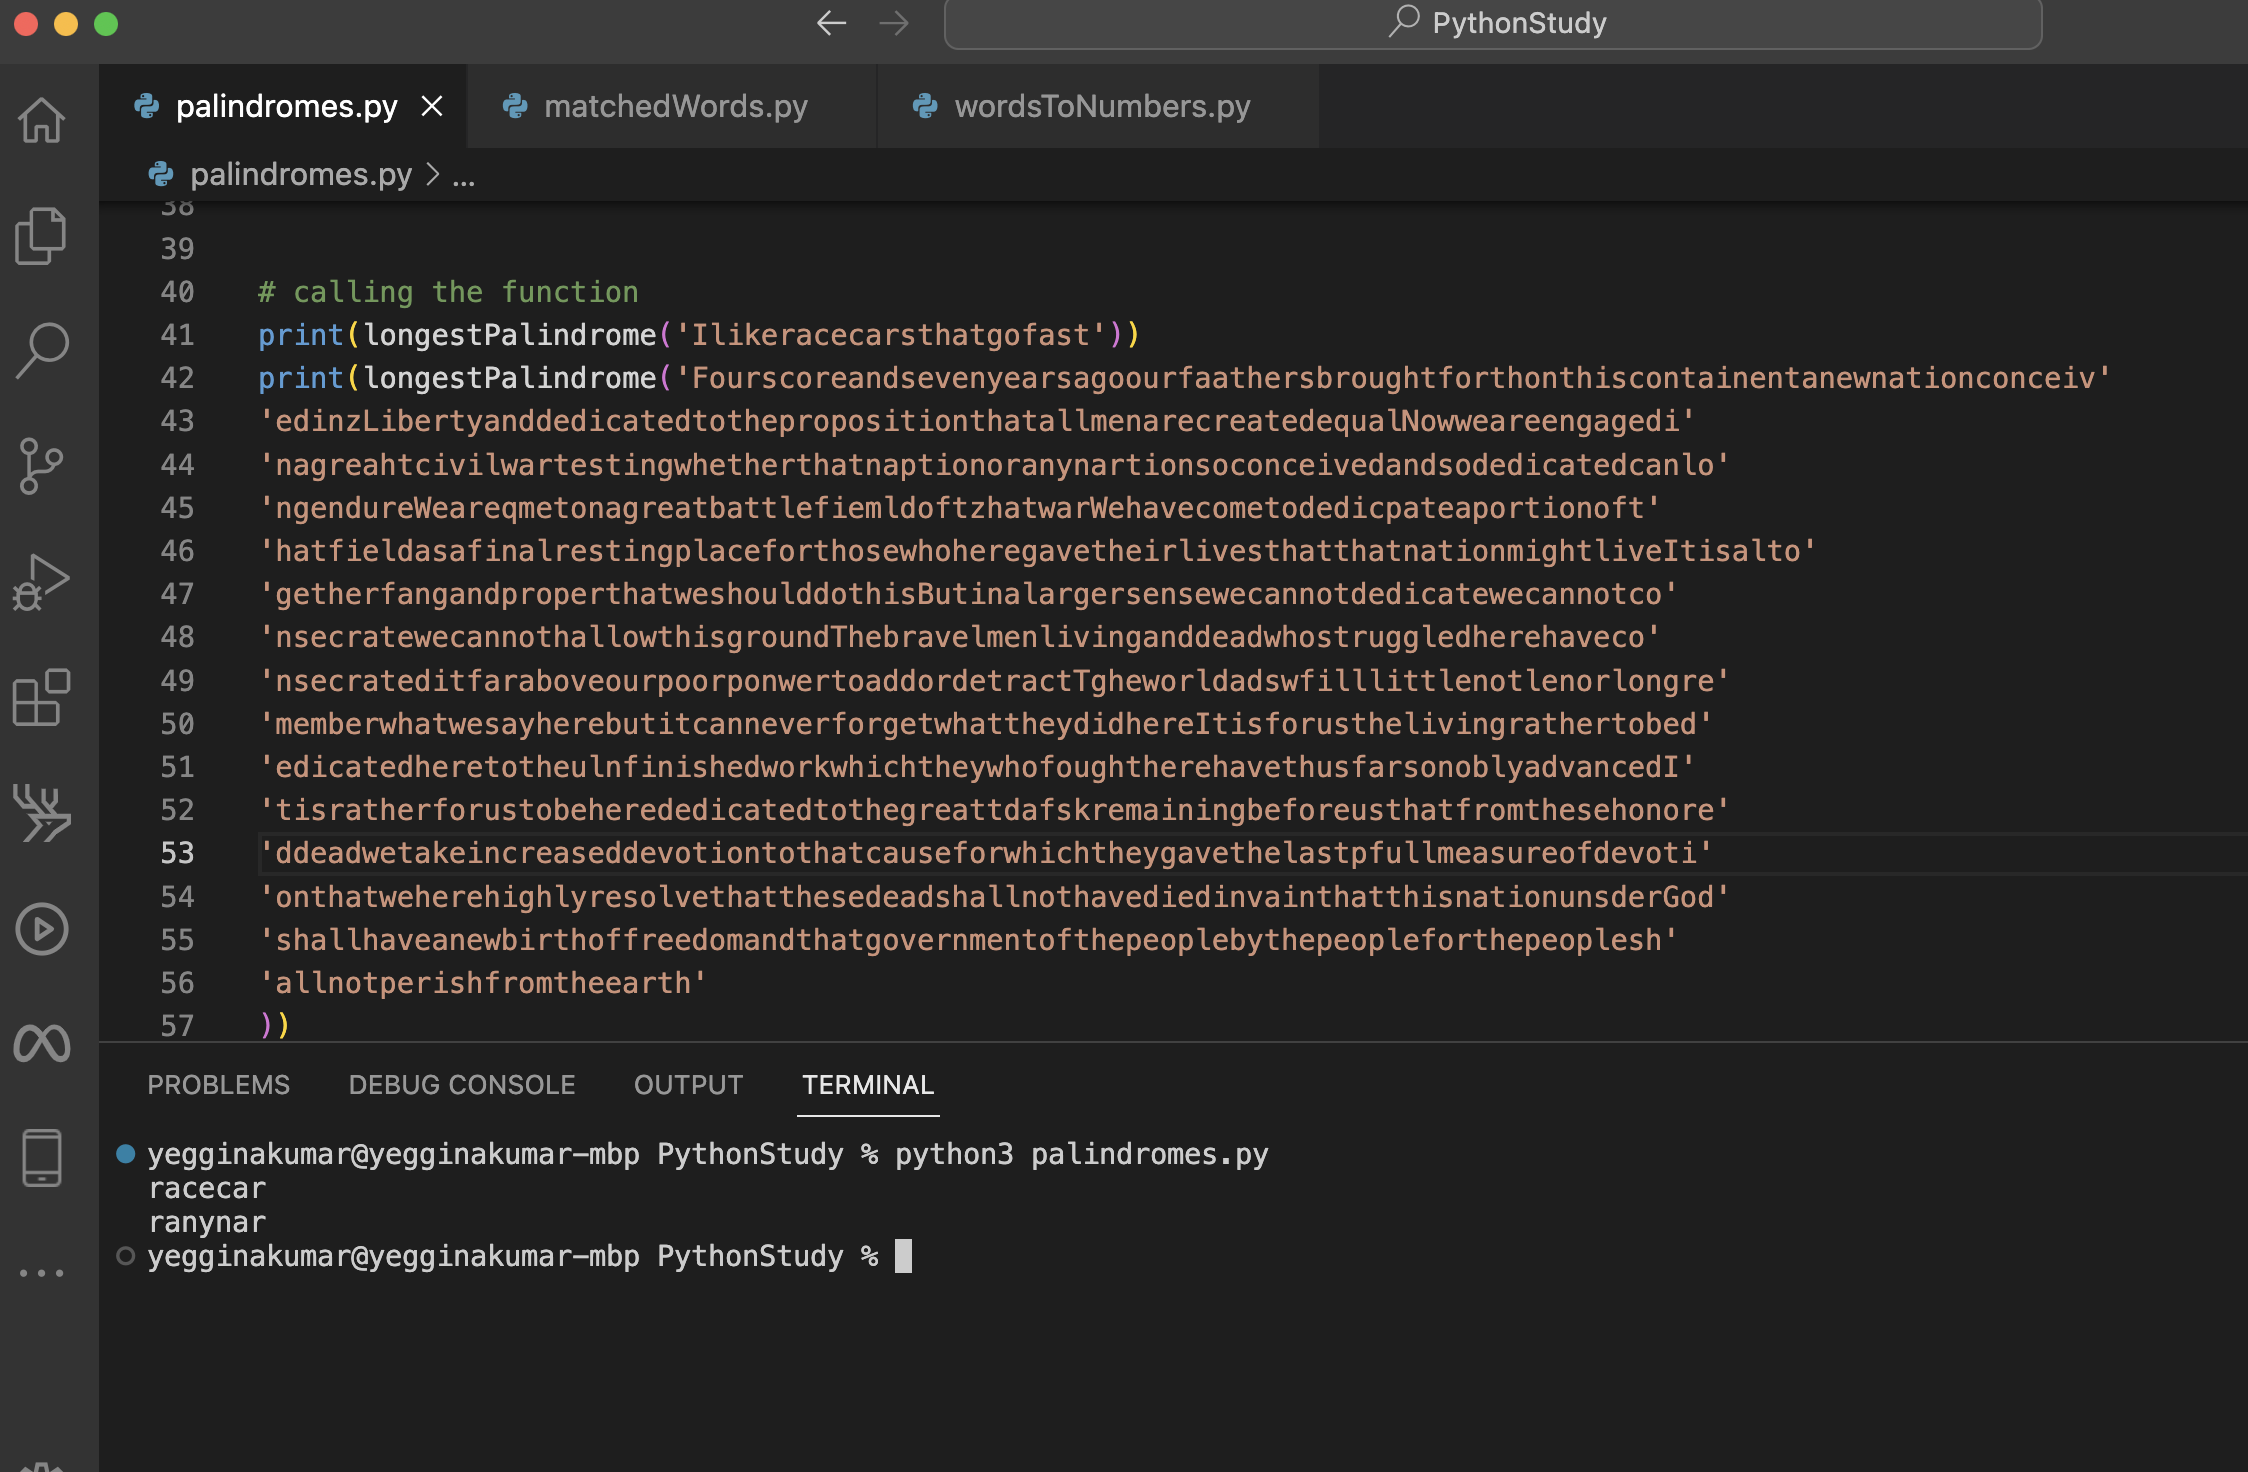 PythonStudy
palindromes.py
matchedWords.py
wordsToNumbers.py
palindromes.py > ...
38
39
40 # calling the function
41 print(longestPalindrome('Ilikeracecarsthatgofast'))
42 print(longestPalindrome('Fourscoreandsevenyearsagoourfaathersbroughtforthonthiscontainentanewnationconceiv'
43 'edinzLibertyanddedicatedtothepropositionthatallmenarecreatedequalNowweareengagedi'
44 'nagreahtcivilwartestingwhetherthatnaptionoranynartionsoconceivedandsodedicatedcanlo'
45 'ngendureWeareqmetonagreatbattlefiemldoftzhatwarWehavecometodedicpateaportionoft'
46 'hatfieldasafinalrestingplaceforthosewhoheregavetheirlivesthatthatnationmightliveItisalto'
47 'getherfangandproperthatweshoulddothisButinalargersensewecannotdedicatewecannotco'
48 'nsecratewecannothallowthisgroundThebravelmenlivinganddeadwhostruggledherehaveco'
49 'nsecrateditfaraboveourpoorponwertoaddordetractTgheworldadswfilllittlenotlenorlongre'
50 'memberwhatwesayherebutitcanneverforgetwhattheydidhereItisforusthelivingrathertobed'
51 'edicatedheretotheulnfinishedworkwhichtheywhofoughttherehavethusfarsonoblyadvancedI'
52 'tisratherforustobeherededicatedtothegreattdafskremainingbeforeusthatfromthesehonore'
53 'ddeadwetakeincreaseddevotiontothatcauseforwhichtheygavethelastpfullmeasureofdevoti'
54 'onthatweherehighlyresolvethatthesedeadshallnothavediedinvainthatthisnationunsderGod'
55 'shallhaveanewbirthoffreedomandthatgovernmentofthepeoplebythepeopleforthepeoplesh'
56 'allnotperishfromtheearth'
57 ))
PROBLEMS DEBUG CONSOLE OUTPUT TERMINAL
yegginakumar@yegginakumar-mbp PythonStudy % python3 palindromes.py
racecar
ranynar
yegginakumar@yegginakumar-mbp PythonStudy %